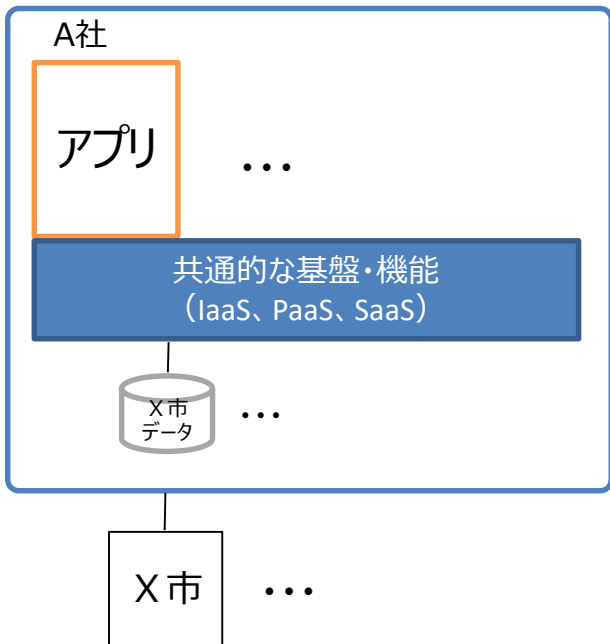 A社
アプリ
…
共通的な基盤・機能
（IaaS、PaaS、SaaS）
X市
データ
…
X市
…